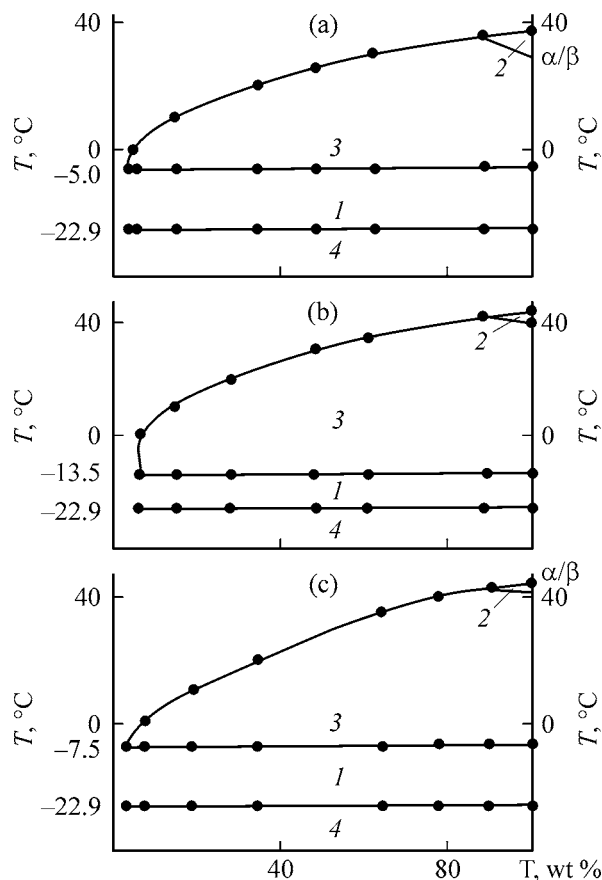 40 (a) 40
2 α/β
T, °C 0 3 0 T, °C
–5.0
1
–22.9
4
(b)
40 40
2
T, °C 0 3 0 T, °C
–13.5
1
–22.9
4
(c) α/β
40 40
2
T, °C 0 3 0 T, °C
–7.5
1
–22.9
4
40 80 T, wt %